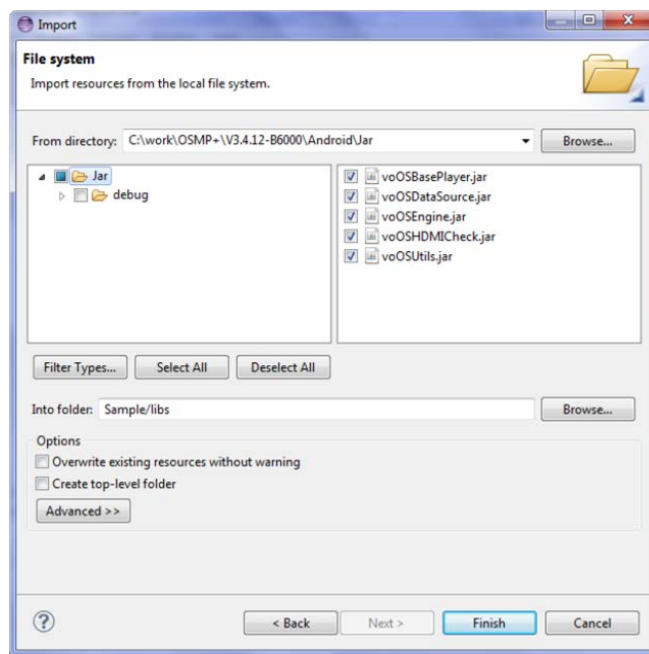 Import
File system
Import resources from the local file system.
From directory: C:\work\OSMP+\V3.4.12-B6000\Android\Jar
Browse...
Jar
debug
voOSBasePlayer.jar
voOSDataSource.jar
voOSEngine.jar
voOSHDMICheck.jar
voOSUtils.jar
Filter Types...
Select All
Deselect All
Into folder: Sample/libs
Browse...
Options
Overwrite existing resources without warning
Create top-level folder
Advanced >>
?
< Back
Next >
Finish
Cancel